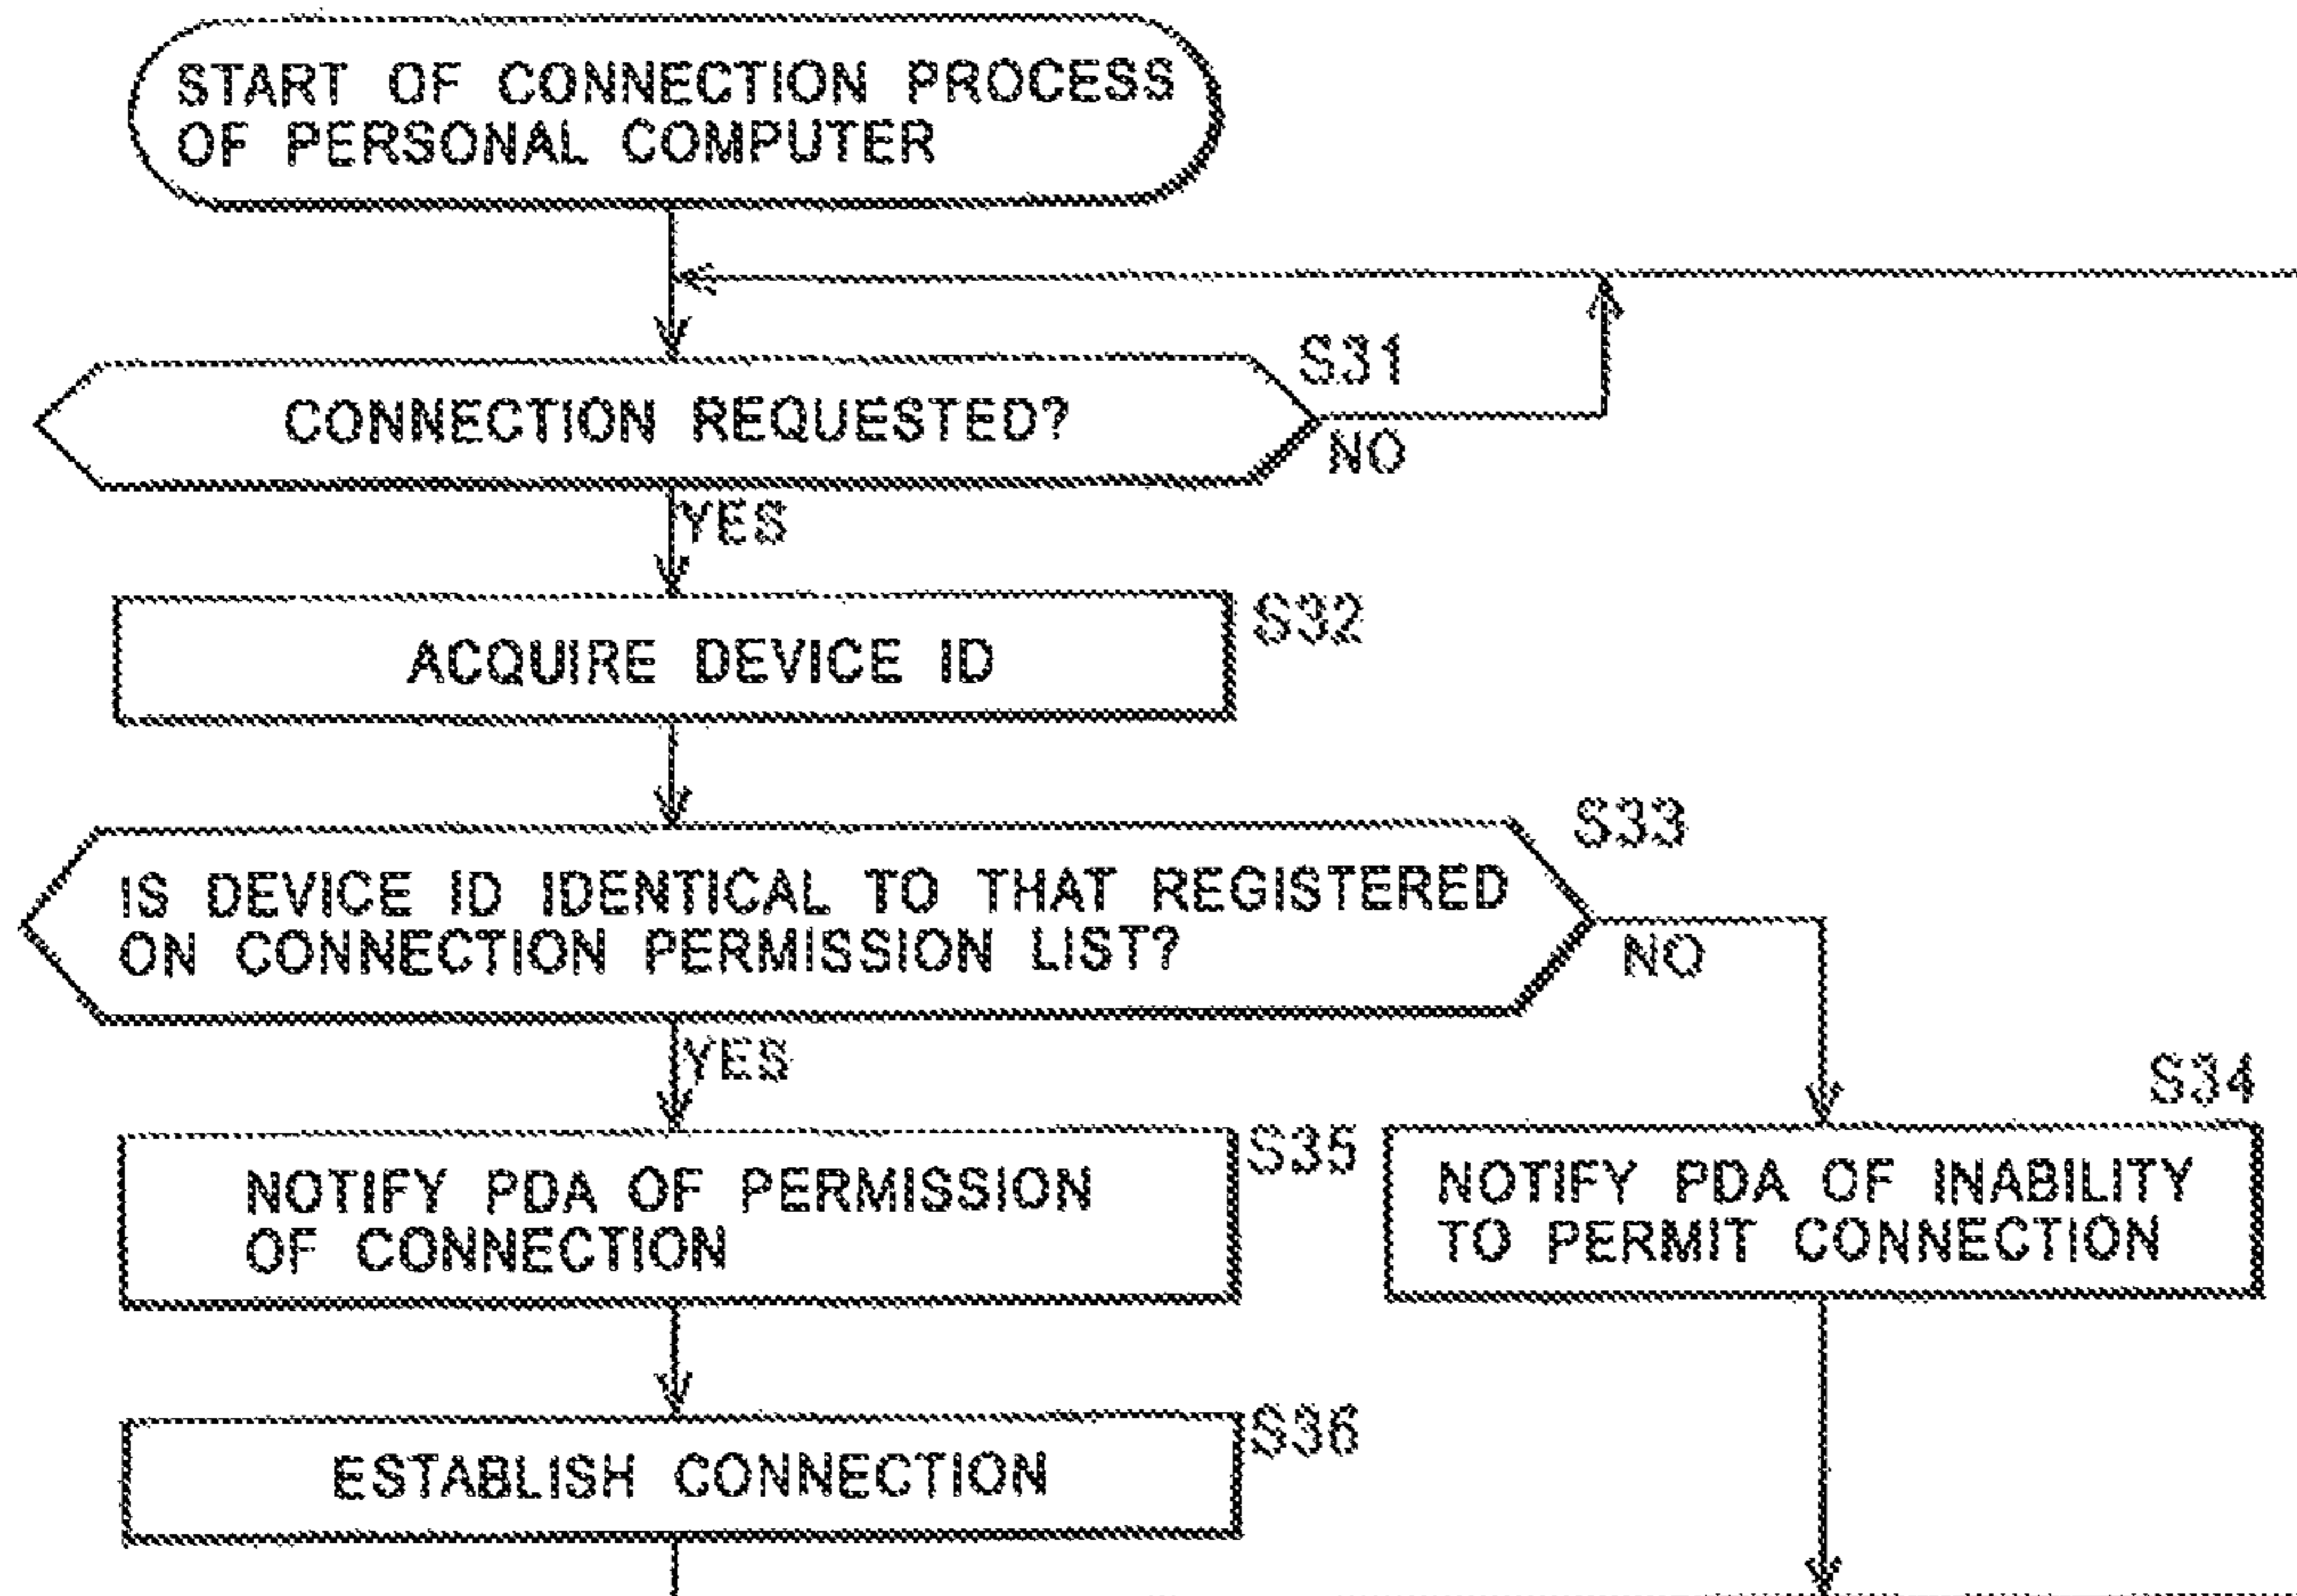 START OF CONNECTION PROCESS
OF PERSONAL COMPUTER
S31
CONNECTION REQUESTED?
NO
YES
S32
ACQUIRE DEVICE ID
S33
IS DEVICE ID IDENTICAL TO THAT REGISTERED
ON CONNECTION PERMISSION LIST?
NO
YES
S34
S35
NOTIFY PDA OF PERMISSION
OF CONNECTION
NOTIFY PDA OF INABILITY
TO PERMIT CONNECTION
S36
ESTABLISH CONNECTION